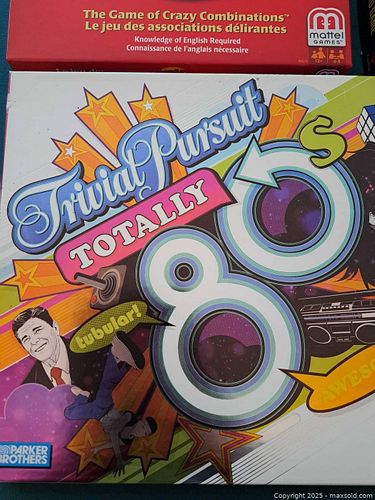 The Game of Crazy Combinations™
Le jeu des associations délirantes
Knowledge of English Required
Connaissance de l'anglais nécessaire
MATTEL
GAMES™
Trivial Pursuit
TOTALLY
80s
tubular!
PARKER
BROTHERS
Copyright 2025 - maxsold.com